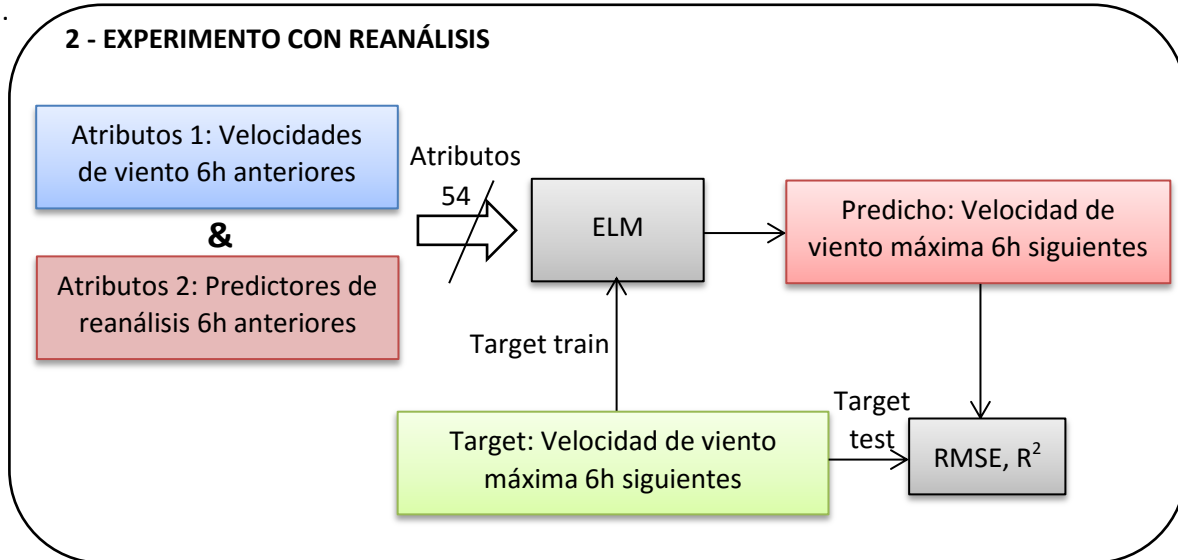 .
2 - EXPERIMENTO CON REANÁLISIS
Atributos 1: Velocidades
de viento 6h anteriores
&
Atributos 2: Predictores de
reanálisis 6h anteriores
Atributos
54
ELM
Predicho: Velocidad de
viento máxima 6h siguientes
Target train
Target: Velocidad de viento
máxima 6h siguientes
Target
test
RMSE, R²